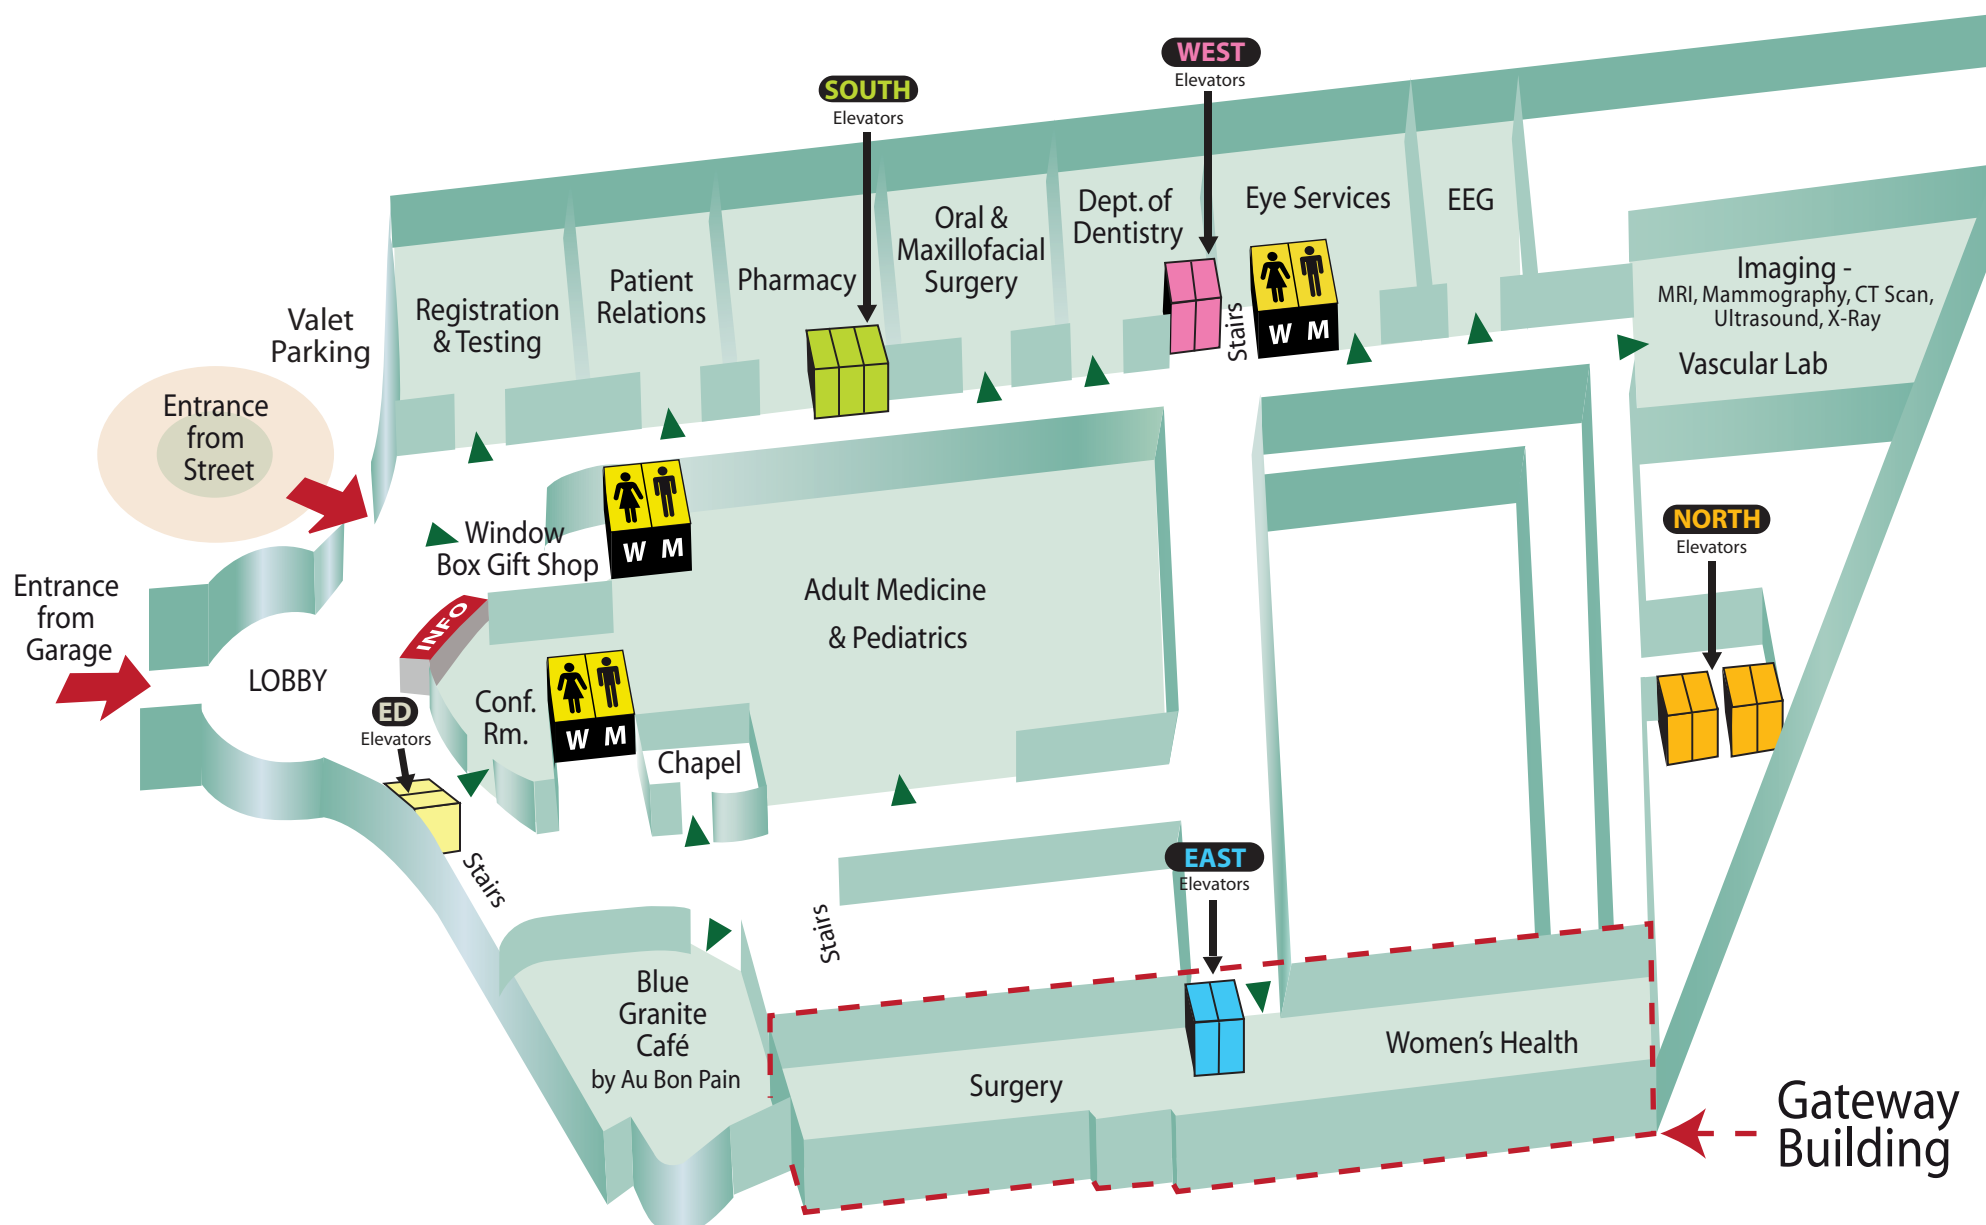 WEST
Elevators
SOUTH
Elevators
Valet
Parking
Registration
& Testing
Patient
Relations
Pharmacy
Oral &
Maxillofacial
Surgery
Dept. of
Dentistry
Stairs
Eye Services
W M
EEG
Imaging -
MRI, Mammography, CT Scan,
Ultrasound, X-Ray
Vascular Lab
Entrance
from
Street
Window
Box Gift Shop
W M
Entrance
from
Garage
LOBBY
INFO
Adult Medicine
& Pediatrics
NORTH
Elevators
ED
Elevators
Conf.
Rm.
W M
Chapel
Stairs
Stairs
EAST
Elevators
Blue
Granite
Café
by Au Bon Pain
Surgery
Women's Health
Gateway
Building